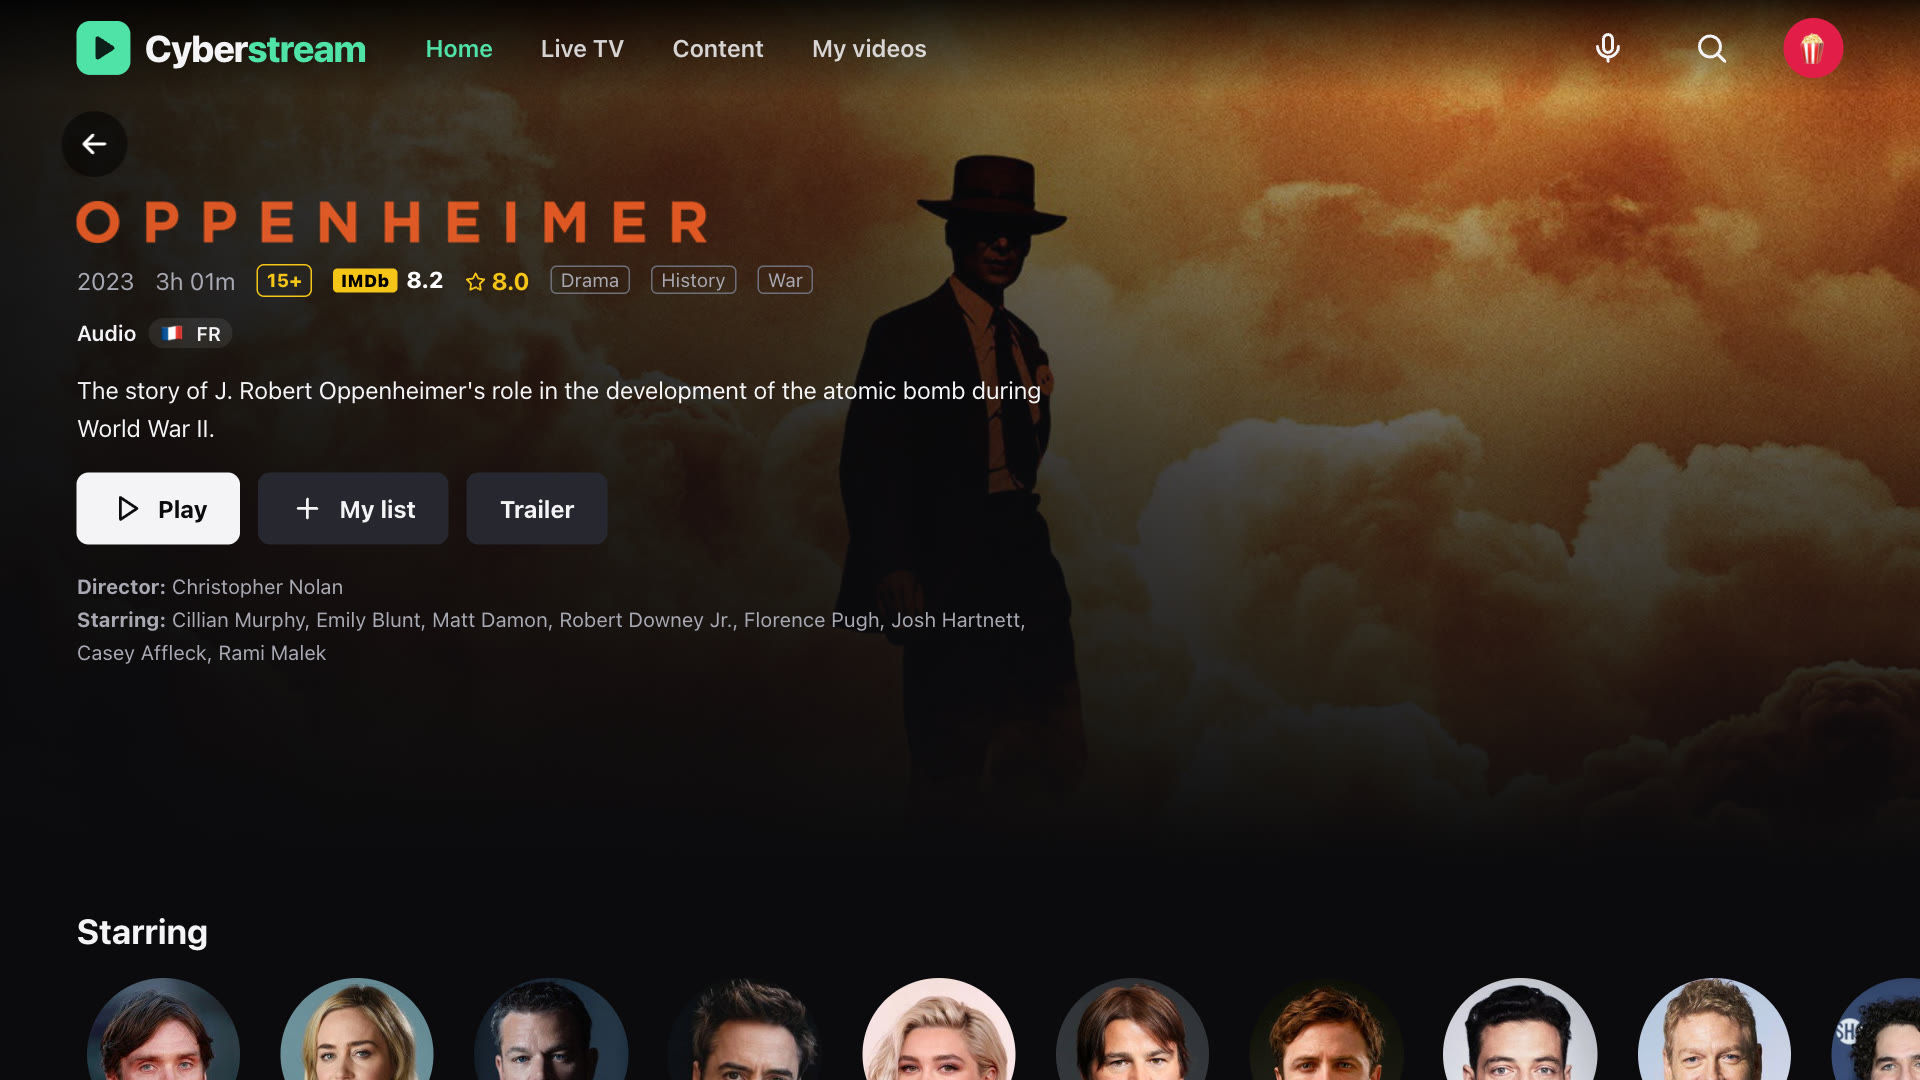 Cyberstream
Home
Live TV
Content
My videos
OPPENHEIMER
2023 3h 01m 15+ IMDb 8.2 8.0 Drama History War
Audio FR
The story of J. Robert Oppenheimer's role in the development of the atomic bomb during
World War II.
Play
My list
Trailer
Director: Christopher Nolan
Starring: Cillian Murphy, Emily Blunt, Matt Damon, Robert Downey Jr., Florence Pugh, Josh Hartnett,
Casey Affleck, Rami Malek
Starring